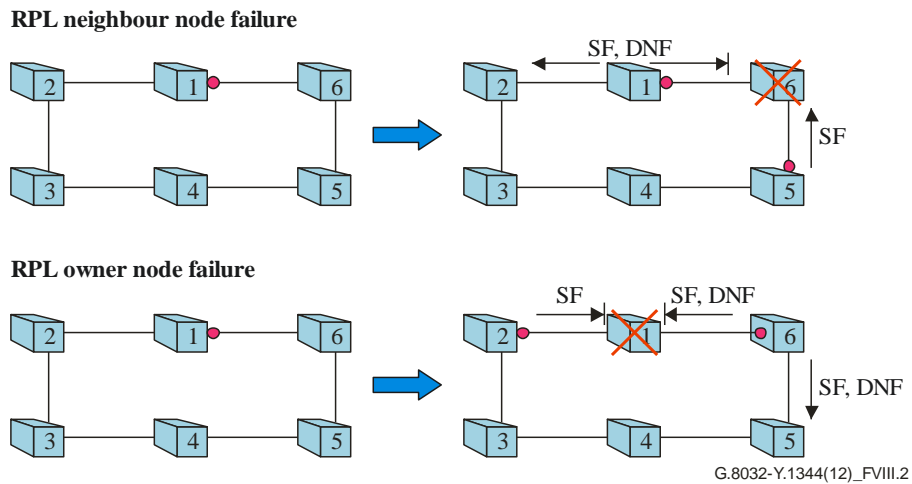 RPL neighbour node failure
SF, DNF
2 1 6 2 1 6
SF
3 4 5 3 4 5
RPL owner node failure
SF SF, DNF
2 1 6 2 1 6
SF, DNF
3 4 5 3 4 5
G.8032-Y.1344(12)_FVIII.2